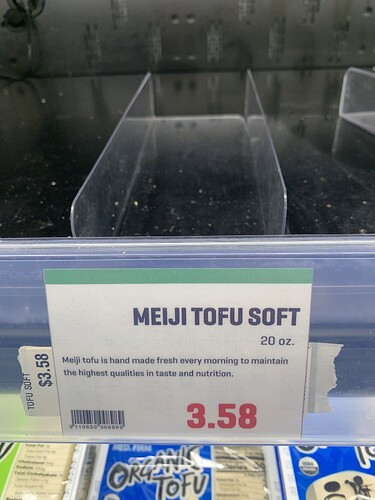 MEIJI TOFU SOFT
20 oz.
Meiji tofu is hand made fresh every morning to maintain
the highest qualities in taste and nutrition.
3.58
TOFU SOFT
$3.58
ORGANIC
TOFU